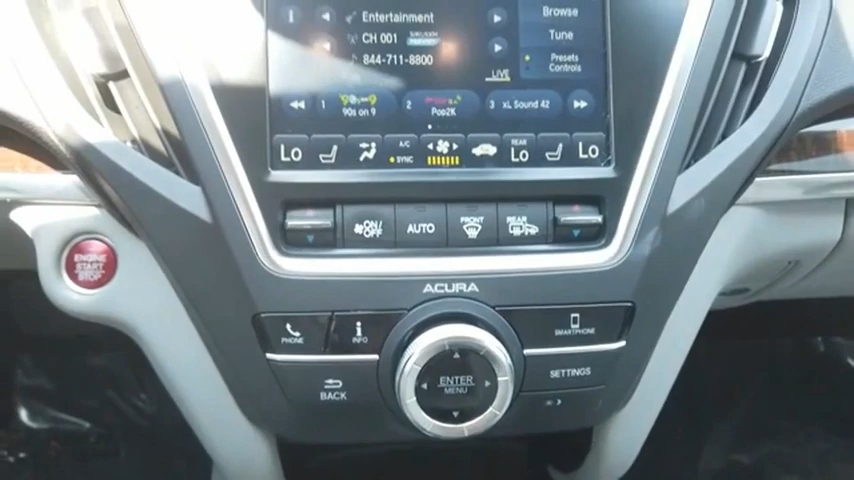 Entertainment
Browse
CH 001
Tune
844-711-8800
Presets
Controls
LIVE
1 90s on 9
2 Pop2K
3 xL Sound 42
Lo
A/C
SYNC
REAR
Lo
Lo
ON/
OFF
AUTO
FRONT
REAR
ENGINE
START
STOP
ACURA
PHONE
INFO
SMARTPHONE
ENTER
MENU
SETTINGS
BACK